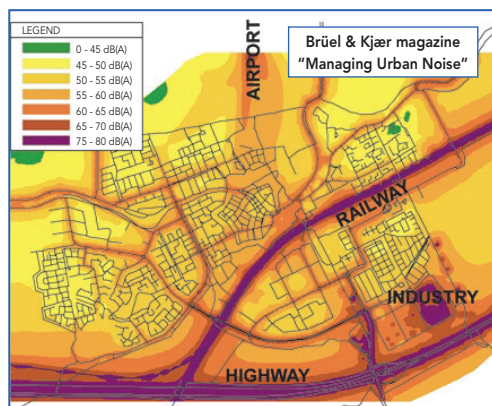 LEGEND
0 - 45 dB(A)
45 - 50 dB(A)
50 - 55 dB(A)
55 - 60 dB(A)
60 - 65 dB(A)
65 - 70 dB(A)
75 - 80 dB(A)
Brüel & Kjær magazine
“Managing Urban Noise”
AIRPORT
RAILWAY
INDUSTRY
HIGHWAY